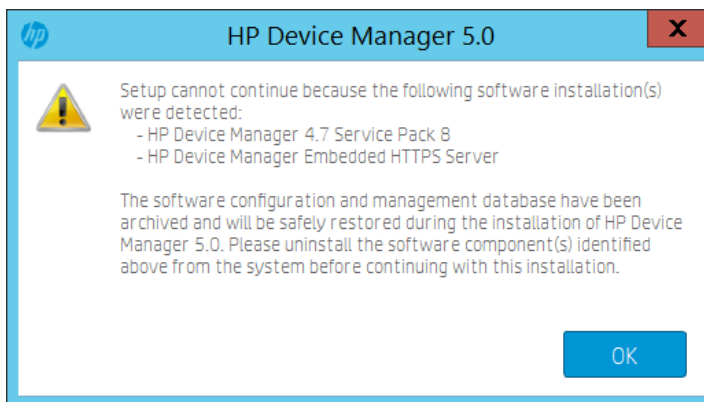 hp
HP Device Manager 5.0
X
Setup cannot continue because the following software installation(s)
were detected:
- HP Device Manager 4.7 Service Pack 8
- HP Device Manager Embedded HTTPS Server
The software configuration and management database have been
archived and will be safely restored during the installation of HP Device
Manager 5.0. Please uninstall the software component(s) identified
above from the system before continuing with this installation.
OK